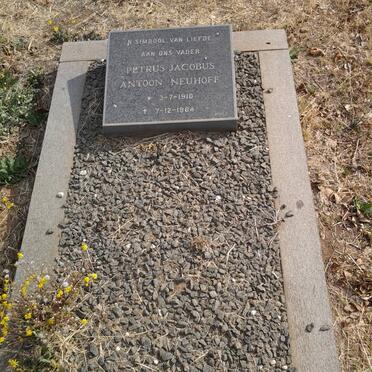 'N SIMBOOL VAN LIEFDE
AAN ONS VADER
PETRUS JACOBUS
ANTOON NEUHOFF
* 3-7-1910
† 7-12-1984